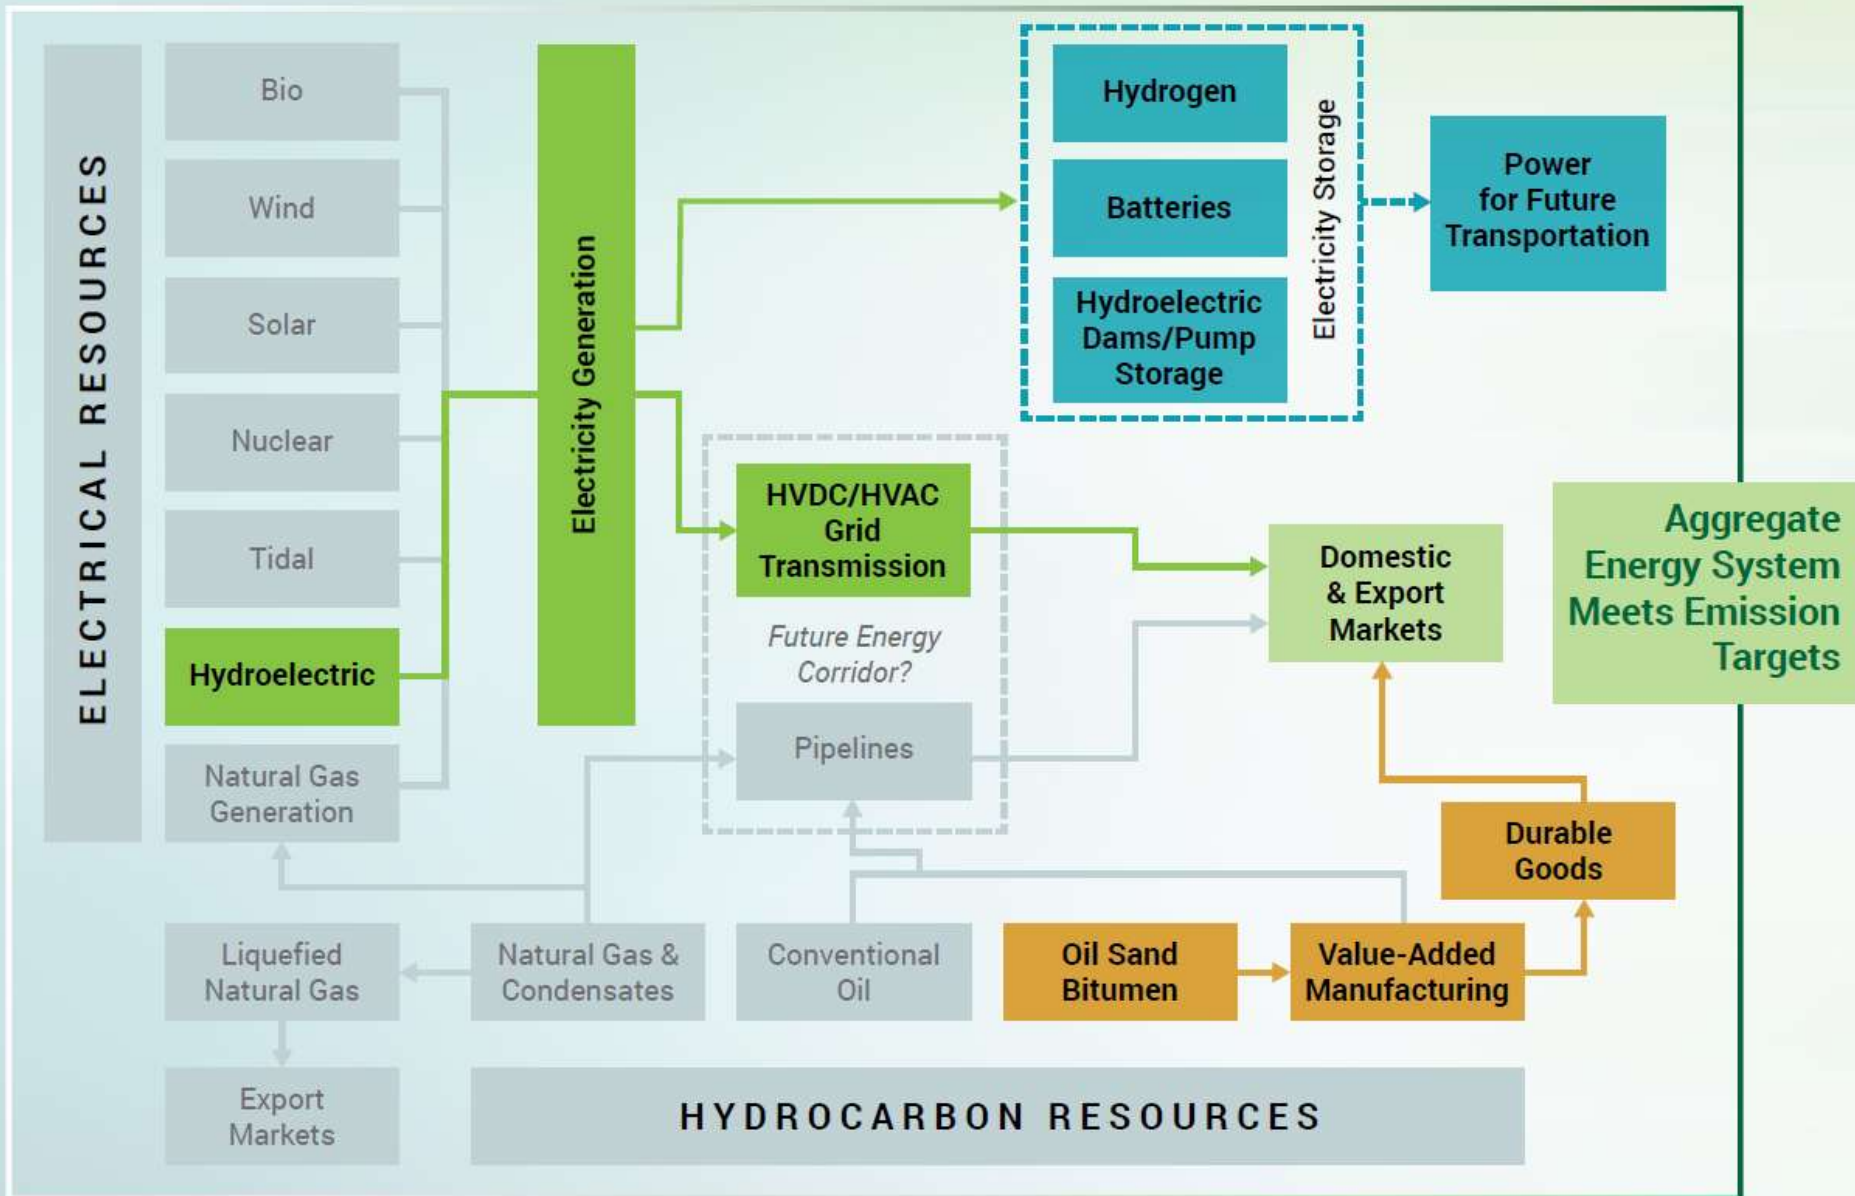 ELECTRICAL RESOURCES
Bio
Wind
Solar
Nuclear
Tidal
Hydroelectric
Natural Gas
Generation
Electricity Generation
Hydrogen
Batteries
Hydroelectric
Dams/Pump
Storage
Electricity Storage
Power
for Future
Transportation
HVDC/HVAC
Grid
Transmission
Future Energy
Corridor?
Pipelines
Domestic
& Export
Markets
Aggregate
Energy System
Meets Emission
Targets
Durable
Goods
Liquefied
Natural Gas
Natural Gas &
Condensates
Conventional
Oil
Oil Sand
Bitumen
Value-Added
Manufacturing
Export
Markets
HYDROCARBON RESOURCES